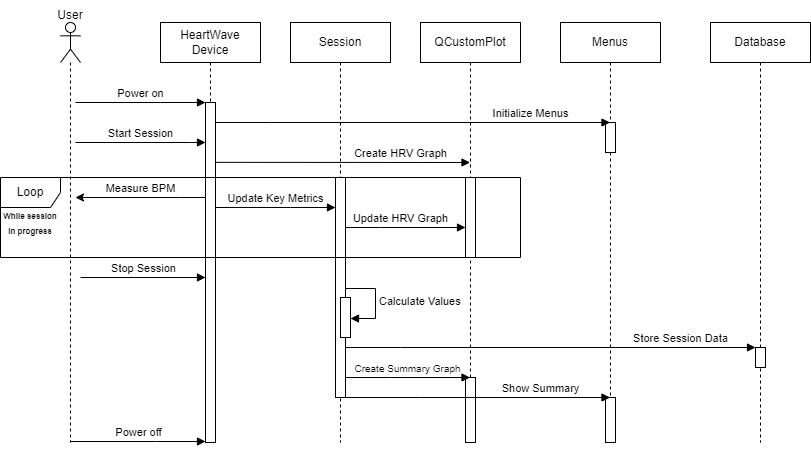 User
HeartWave
Device
Session
QCustomPlot
Menus
Database
Power on
Initialize Menus
Start Session
Create HRV Graph
Loop
While session
in progress
Measure BPM
Update Key Metrics
Update HRV Graph
Stop Session
Calculate Values
Store Session Data
Create Summary Graph
Show Summary
Power off